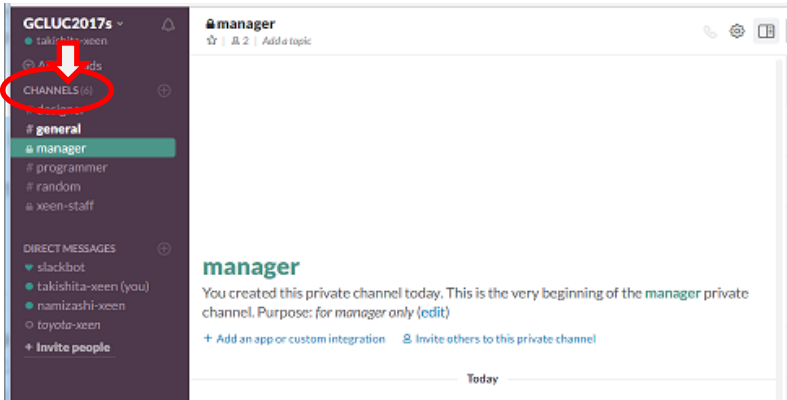 GCLUC2017s
takishita-xeen
CHANNELS (6)
# designer
# general
manager
# programmer
# random
xeen-staff
DIRECT MESSAGES
slackbot
takishita-xeen (you)
namizashi-xeen
toyota-xeen
+ Invite people
manager
2 | Add a topic
manager
You created this private channel today. This is the very beginning of the manager private
channel. Purpose: for manager only (edit)
+ Add an app or custom integration
Invite others to this private channel
Today